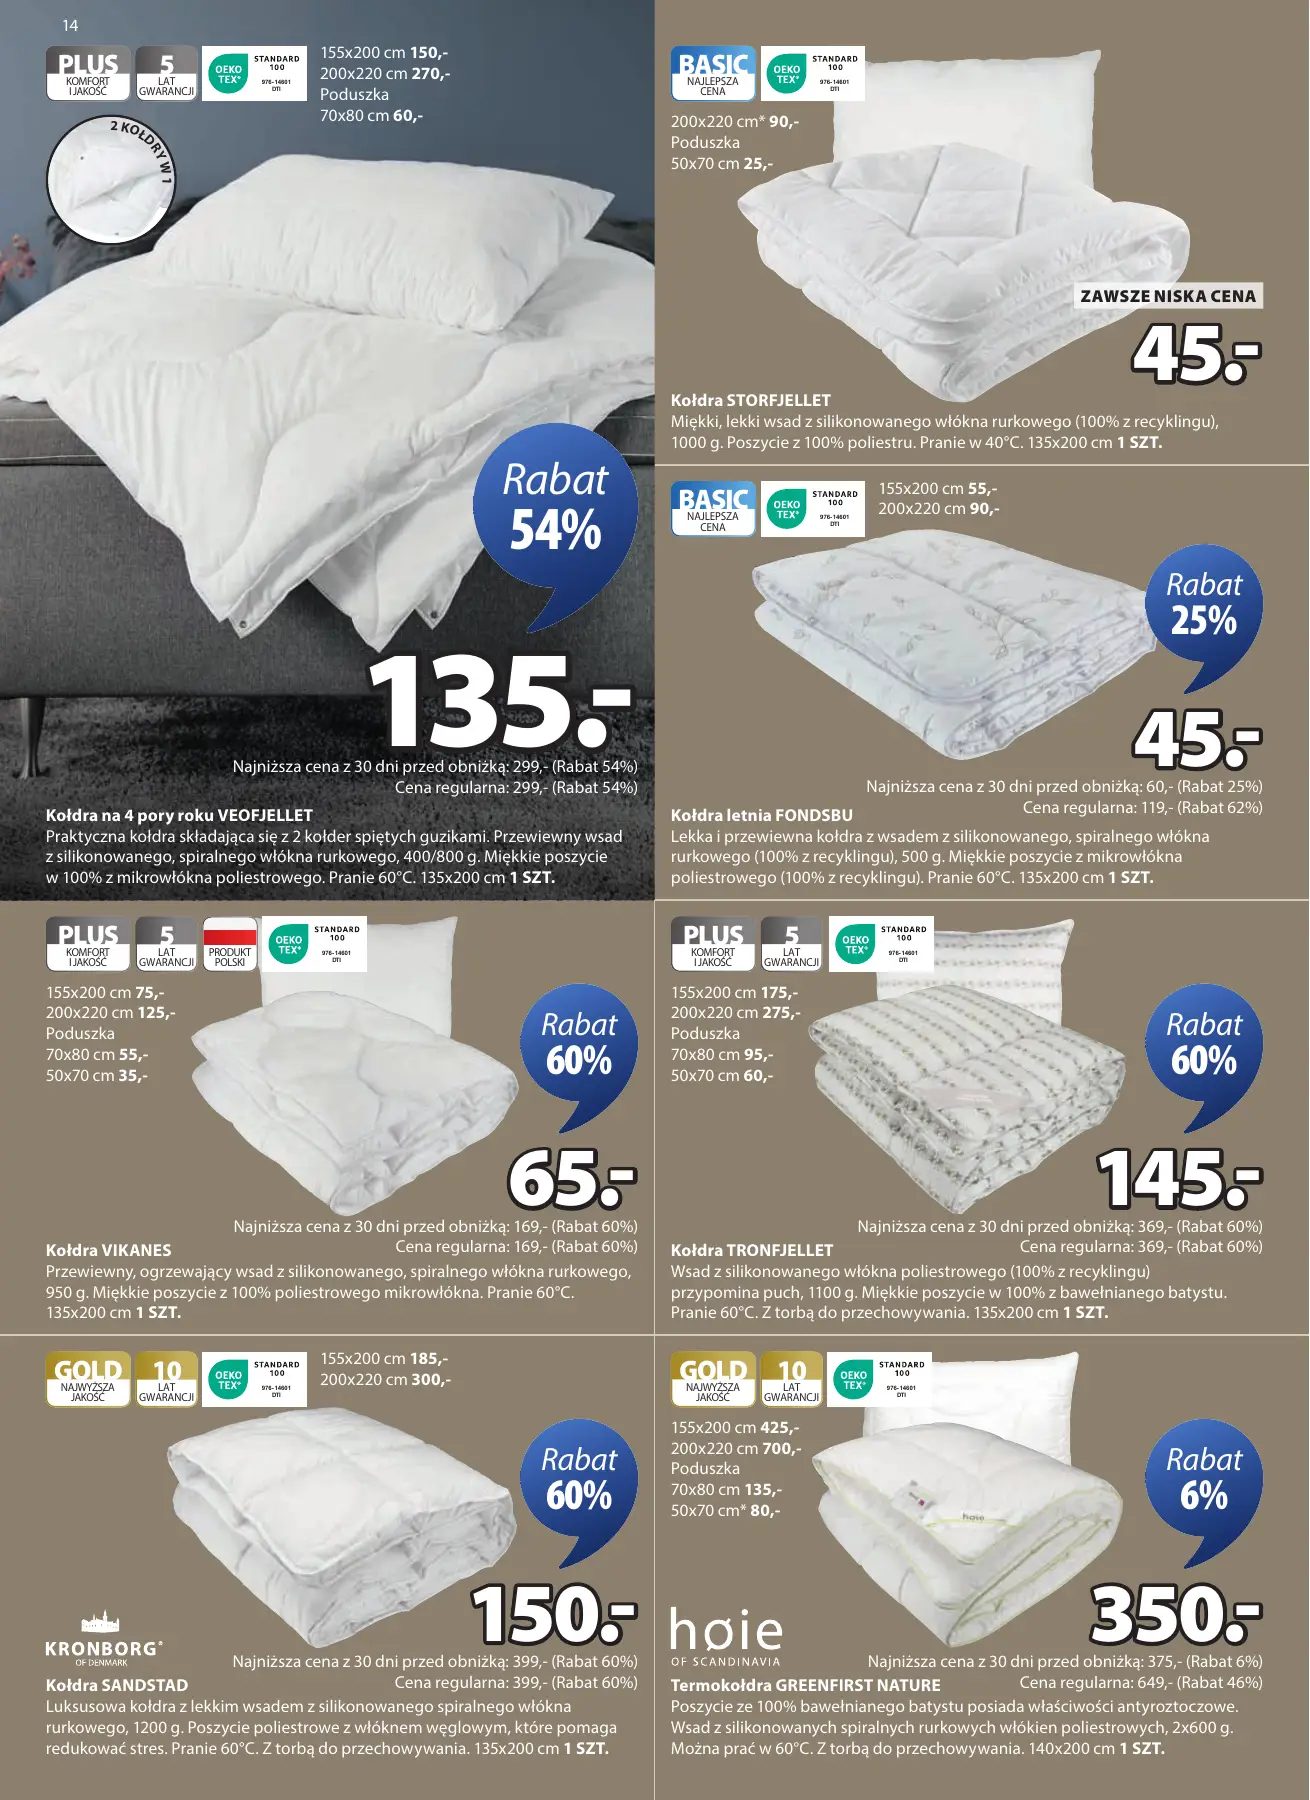 14
PLUS
KOMFORT
I JAKOŚĆ
5
LAT
GWARANCJI
OEKO
TEX®
STANDARD
100
976-14601
DTI
155x200 cm 150,-
200x220 cm 270,-
Poduszka
70x80 cm 60,-
2 KOŁDRY W 1
Rabat
54%
135.-
Najniższa cena z 30 dni przed obniżką: 299,- (Rabat 54%)
Cena regularna: 299,- (Rabat 54%)
Kołdra na 4 pory roku VEOFJELLET
Praktyczna kołdra składająca się z 2 kołder spiętych guzikami. Przewiewny wsad
z silikonowanego, spiralnego włókna rurkowego, 400/800 g. Miękkie poszycie
w 100% z mikrowłókna poliestrowego. Pranie 60°C. 135x200 cm 1 SZT.
BASIC
NAJLEPSZA
CENA
OEKO
TEX®
STANDARD
100
976-14601
DTI
200x220 cm* 90,-
Poduszka
50x70 cm 25,-
ZAWSZE NISKA CENA
45.-
Kołdra STORFJELLET
Miękki, lekki wsad z silikonowanego włókna rurkowego (100% z recyklingu),
1000 g. Poszycie z 100% poliestru. Pranie w 40°C. 135x200 cm 1 SZT.
BASIC
NAJLEPSZA
CENA
OEKO
TEX®
STANDARD
100
976-14601
DTI
155x200 cm 55,-
200x220 cm 90,-
Rabat
25%
45.-
Najniższa cena z 30 dni przed obniżką: 60,- (Rabat 25%)
Cena regularna: 119,- (Rabat 62%)
Kołdra letnia FONDSBU
Lekka i przewiewna kołdra z wsadem z silikonowanego, spiralnego włókna
rurkowego (100% z recyklingu), 500 g. Miękkie poszycie z mikrowłókna
poliestrowego (100% z recyklingu). Pranie 60°C. 135x200 cm 1 SZT.
PLUS
KOMFORT
I JAKOŚĆ
5
LAT
GWARANCJI
PRODUKT
POLSKI
OEKO
TEX®
STANDARD
100
976-14601
DTI
155x200 cm 75,-
200x220 cm 125,-
Poduszka
70x80 cm 55,-
50x70 cm 35,-
Rabat
60%
65.-
Najniższa cena z 30 dni przed obniżką: 169,- (Rabat 60%)
Cena regularna: 169,- (Rabat 60%)
Kołdra VIKANES
Przewiewny, ogrzewający wsad z silikonowanego, spiralnego włókna rurkowego,
950 g. Miękkie poszycie z 100% poliestrowego mikrowłókna. Pranie 60°C.
135x200 cm 1 SZT.
PLUS
KOMFORT
I JAKOŚĆ
5
LAT
GWARANCJI
OEKO
TEX®
STANDARD
100
976-14601
DTI
155x200 cm 175,-
200x220 cm 275,-
Poduszka
70x80 cm 95,-
50x70 cm 60,-
Rabat
60%
145.-
Najniższa cena z 30 dni przed obniżką: 369,- (Rabat 60%)
Cena regularna: 369,- (Rabat 60%)
Kołdra TRONFJELLET
Wsad z silikonowanego włókna poliestrowego (100% z recyklingu)
przypomina puch, 1100 g. Miękkie poszycie w 100% z bawełnianego batystu.
Pranie 60°C. Z torbą do przechowywania. 135x200 cm 1 SZT.
GOLD
NAJWYŻSZA
JAKOŚĆ
10
LAT
GWARANCJI
OEKO
TEX®
STANDARD
100
976-14601
DTI
155x200 cm 185,-
200x220 cm 300,-
Rabat
60%
150.-
KRONBORG®
OF DENMARK
Najniższa cena z 30 dni przed obniżką: 399,- (Rabat 60%)
Cena regularna: 399,- (Rabat 60%)
Kołdra SANDSTAD
Luksusowa kołdra z lekkim wsadem z silikonowanego spiralnego włókna
rurkowego, 1200 g. Poszycie poliestrowe z włóknem węglowym, które pomaga
redukować stres. Pranie 60°C. Z torbą do przechowywania. 135x200 cm 1 SZT.
GOLD
NAJWYŻSZA
JAKOŚĆ
10
LAT
GWARANCJI
OEKO
TEX®
STANDARD
100
976-14601
DTI
155x200 cm 425,-
200x220 cm 700,-
Poduszka
70x80 cm 135,-
50x70 cm* 80,-
høie
Rabat
6%
350.-
høie
OF SCANDINAVIA
Najniższa cena z 30 dni przed obniżką: 375,- (Rabat 6%)
Cena regularna: 649,- (Rabat 46%)
Termokołdra GREENFIRST NATURE
Poszycie ze 100% bawełnianego batystu posiada właściwości antyroztoczowe.
Wsad z silikonowanych spiralnych rurkowych włókien poliestrowych, 2x600 g.
Można prać w 60°C. Z torbą do przechowywania. 140x200 cm 1 SZT.